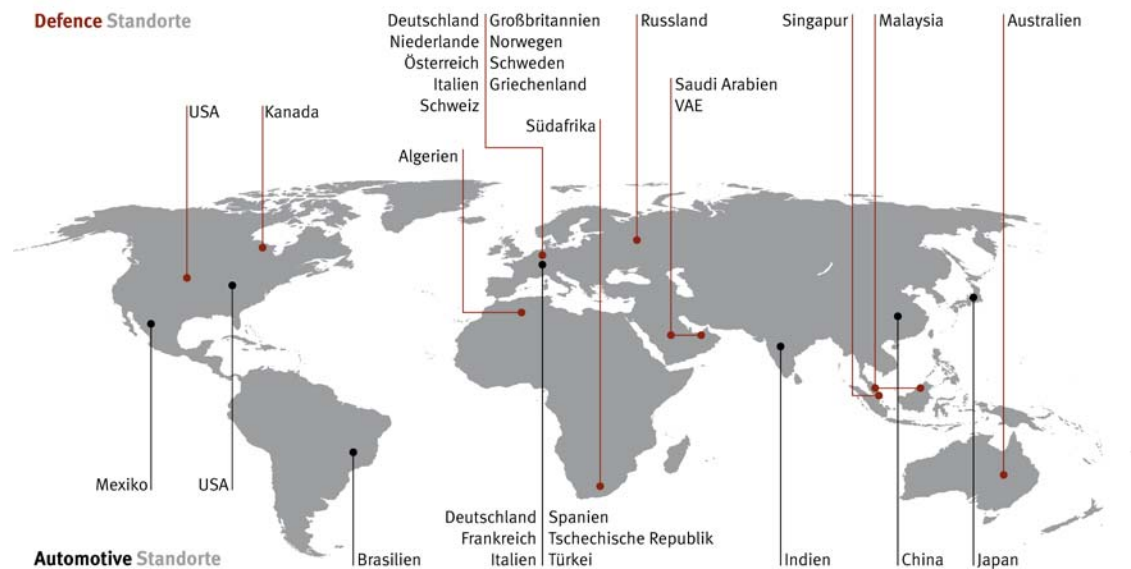 Defence Standorte
Deutschland Großbritannien
Niederlande Norwegen
Österreich Schweden
Italien Griechenland
Schweiz
Russland
Singapur
Malaysia
Australien
Saudi Arabien
VAE
USA
Kanada
Südafrika
Algerien
Mexiko
USA
Deutschland Spanien
Frankreich Tschechische Republik
Italien Türkei
Automotive Standorte
Brasilien
Indien
China
Japan